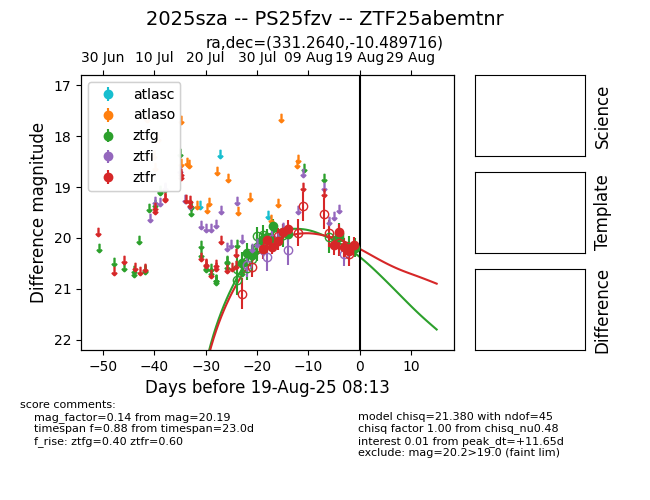 2025sza -- PS25fzv -- ZTF25abemtnr
ra,dec=(331.2640,-10.489716)
30 Jun 10 Jul 20 Jul 30 Jul 09 Aug 19 Aug 29 Aug
17
18
19
20
21
22
Difference magnitude
atlasc
atlaso
ztfg
ztfi
ztfr
−50 −40 −30 −20 −10 0 10
Days before 19-Aug-25 08:13
Science
Template
Difference
score comments:
mag_factor=0.14 from mag=20.19
timespan f=0.88 from timespan=23.0d
f_rise: ztfg=0.40 ztfr=0.60
model chisq=21.380 with ndof=45
chisq factor 1.00 from chisq_nu0.48
interest 0.01 from peak_dt=+11.65d
exclude: mag=20.2>19.0 (faint lim)